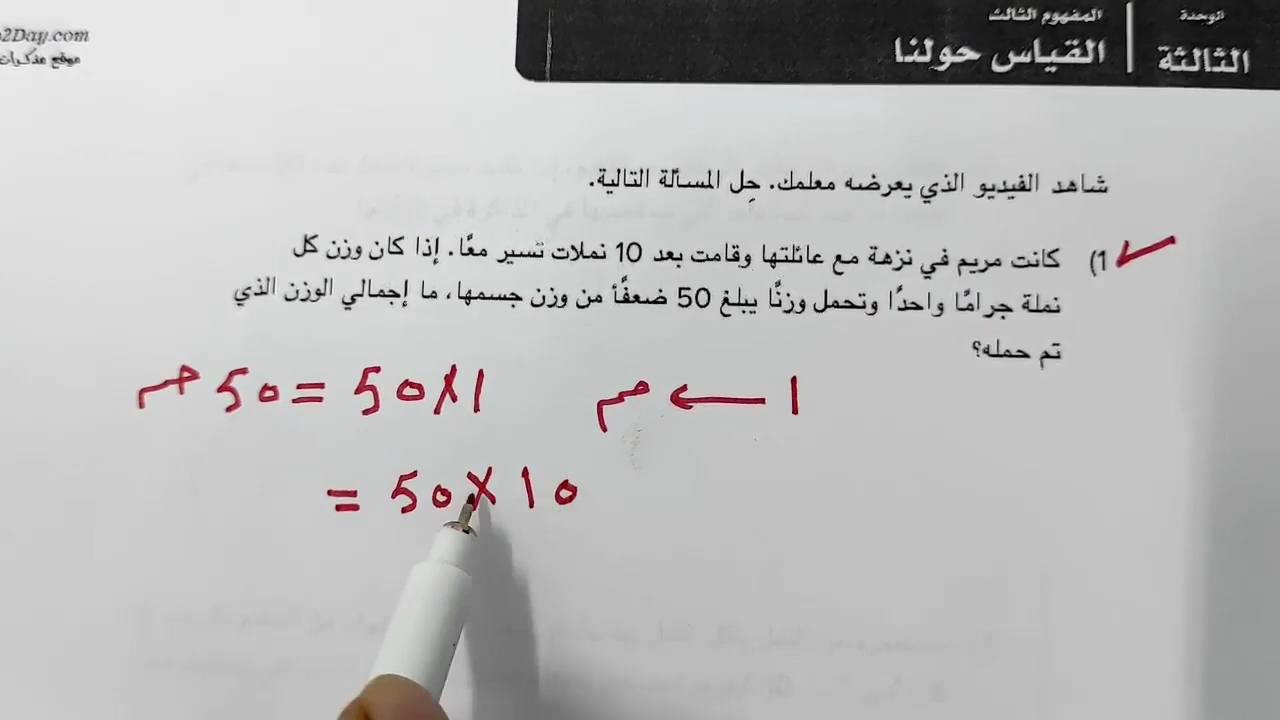 2Day.com
موقع مذكرات
الوحدة
الثالثة
المفهوم الثالث
القياس حولنا
شاهد الفيديو الذي يعرضه معلمك. حِل المسألة التالية.
1) كانت مريم في نزهة مع عائلتها وقامت بعد 10 نملات تسير معًا. إذا كان وزن كل
نملة جرامًا واحدًا وتحمل وزنًا يبلغ 50 ضعفًا من وزن جسمها، ما إجمالي الوزن الذي
تم حمله؟
1 ← جم
50×1 = 50 جم
= 50×10